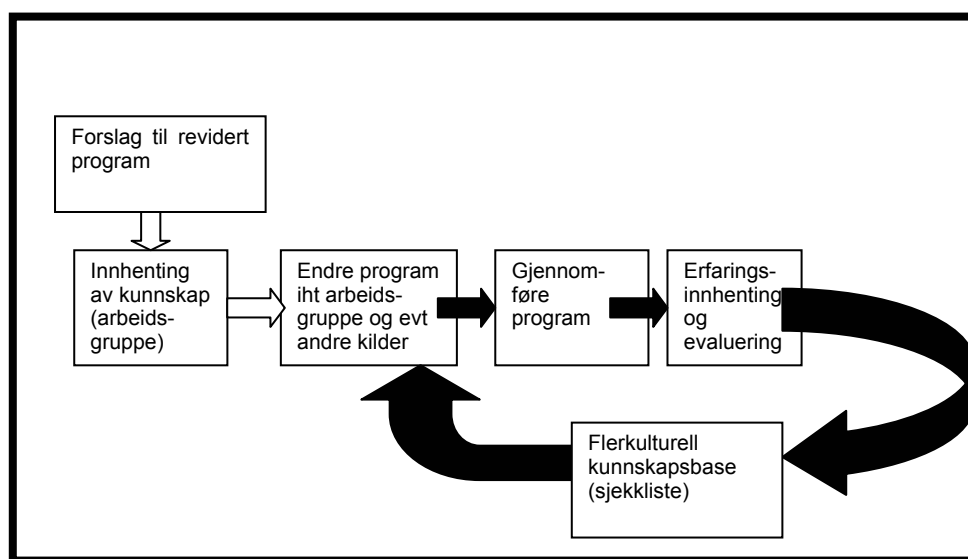 Forslag til revidert
program
Innhenting
av kunnskap
(arbeids-
gruppe)
Endre program
iht arbeids-
gruppe og evt
andre kilder
Gjennom-
føre
program
Erfarings-
innhenting
og
evaluering
Flerkulturell
kunnskapsbase
(sjekkliste)